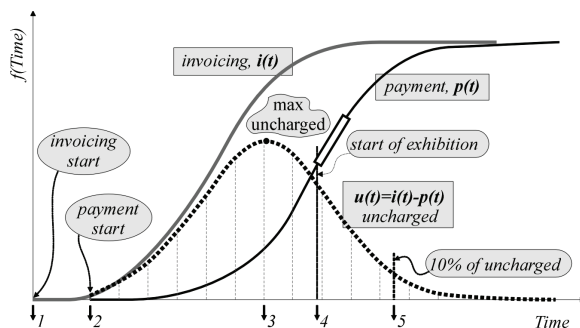 f(Time)
invoicing, i(t)
payment, p(t)
max
uncharged
invoicing
start
start of exhibition
payment
start
u(t)=i(t)-p(t)
uncharged
10% of uncharged
1
2
3
4
5
Time